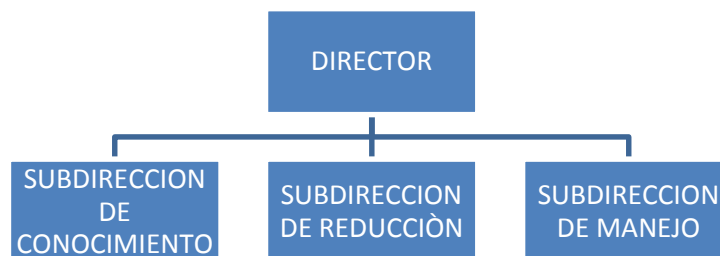 DIRECTOR
SUBDIRECCION
DE
CONOCIMIENTO
SUBDIRECCION
DE REDUCCIÒN
SUBDIRECCION
DE MANEJO